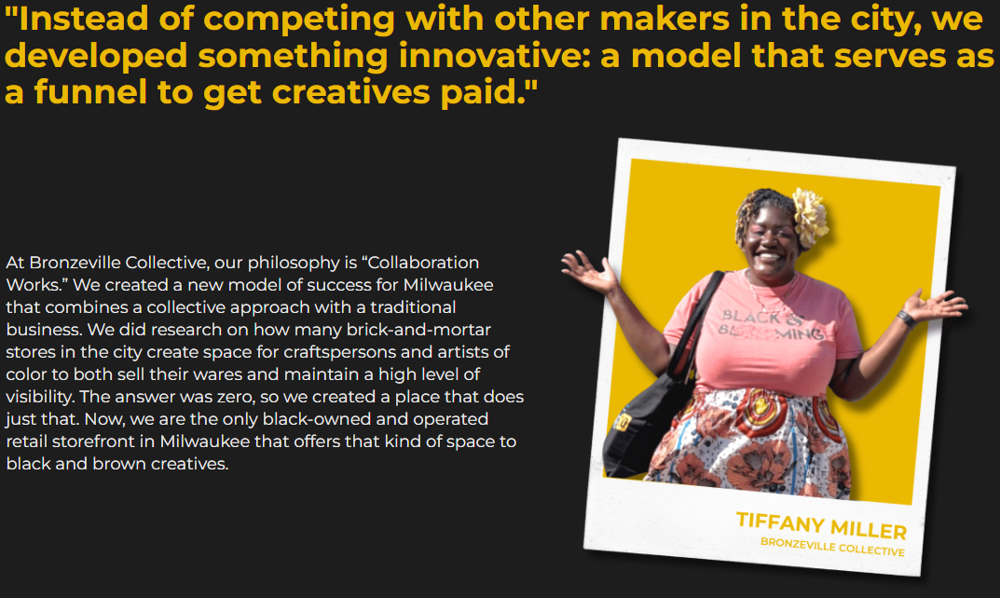 "Instead of competing with other makers in the city, we
developed something innovative: a model that serves as
a funnel to get creatives paid."
At Bronzeville Collective, our philosophy is “Collaboration
Works.” We created a new model of success for Milwaukee
that combines a collective approach with a traditional
business. We did research on how many brick-and-mortar
stores in the city create space for craftspersons and artists of
color to both sell their wares and maintain a high level of
visibility. The answer was zero, so we created a place that does
just that. Now, we are the only black-owned and operated
retail storefront in Milwaukee that offers that kind of space to
black and brown creatives.
BLACK &
TIFFANY MILLER
BRONZEVILLE COLLECTIVE